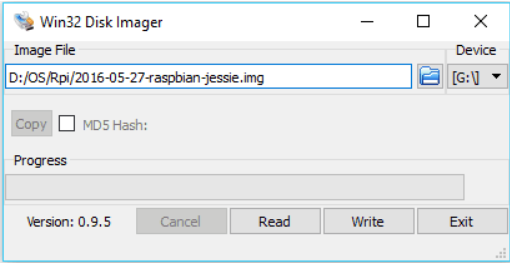 Win32 Disk Imager
Image File
Device
D:/OS/Rpi/2016-05-27-raspbian-jessie.img
[G:\]
Copy
MD5 Hash:
Progress
Version: 0.9.5
Cancel
Read
Write
Exit